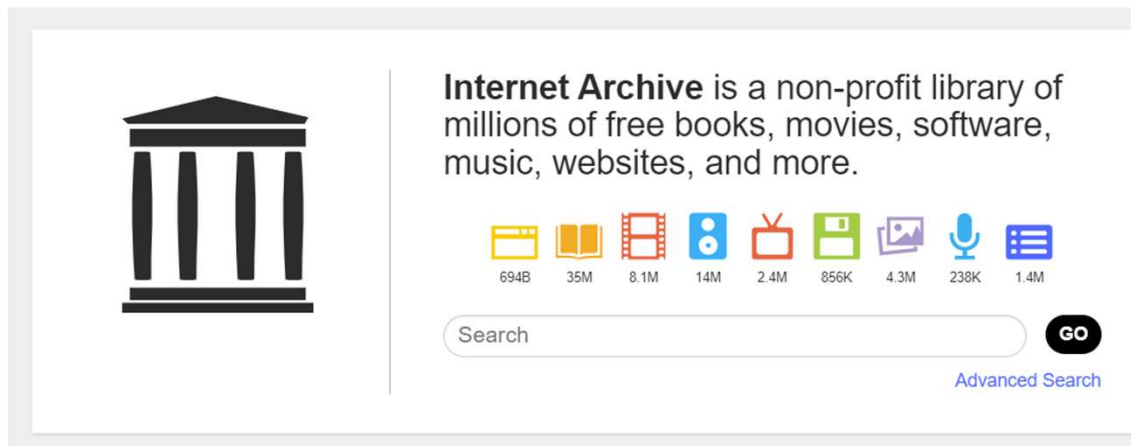 Internet Archive is a non-profit library of
millions of free books, movies, software,
music, websites, and more.
694B 35M 8.1M 14M 2.4M 856K 4.3M 238K 1.4M
Search GO
Advanced Search